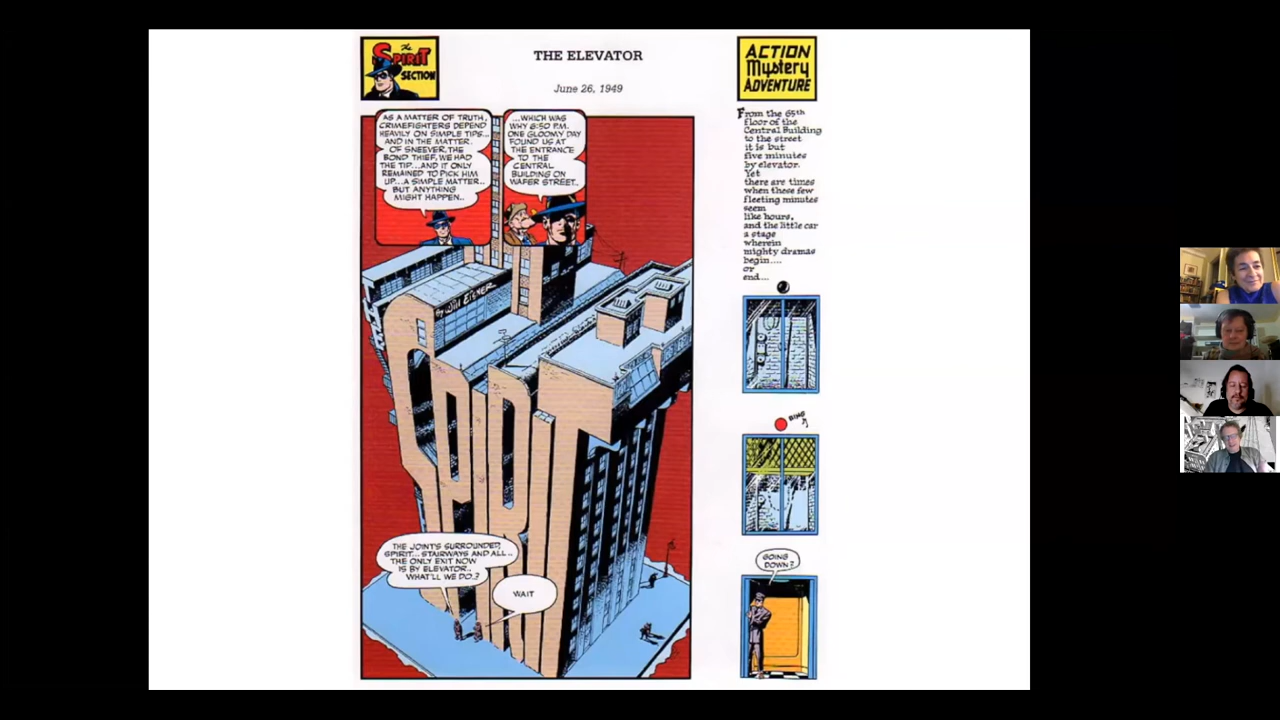 The
SPIRIT
SECTION
THE ELEVATOR
June 26, 1949
ACTION
Mystery
ADVENTURE
AS A MATTER OF TRUTH,
CRIMEFIGHTERS DEPEND
HEAVILY ON SIMPLE TIPS...
AND IN THE MATTER
OF SNEEVER, THE
BOND THIEF, WE HAD
THE TIP...AND IT ONLY
REMAINED TO PICK HIM
UP...A SIMPLE MATTER..
BUT ANYTHING
MIGHT HAPPEN..
...WHICH WAS
WHY 6:50 P.M.
ONE GLOOMY DAY
FOUND US AT
THE ENTRANCE
TO THE
CENTRAL
BUILDING ON
WAFER STREET..
By Will EISNER
SPIRIT
THE JOINT'S SURROUNDED,
SPIRIT... STAIRWAYS AND ALL..
THE ONLY EXIT NOW
IS BY ELEVATOR..
WHAT'LL WE DO..?
WAIT
From the 65th
floor of the
Central Building
to the street
it is but
five minutes
by elevator.
Yet
there are times
when these few
fleeting minutes
seem
like hours,
and the little car
a stage
wherein
mighty dramas
begin....
or
end...
BING
GOING
DOWN?